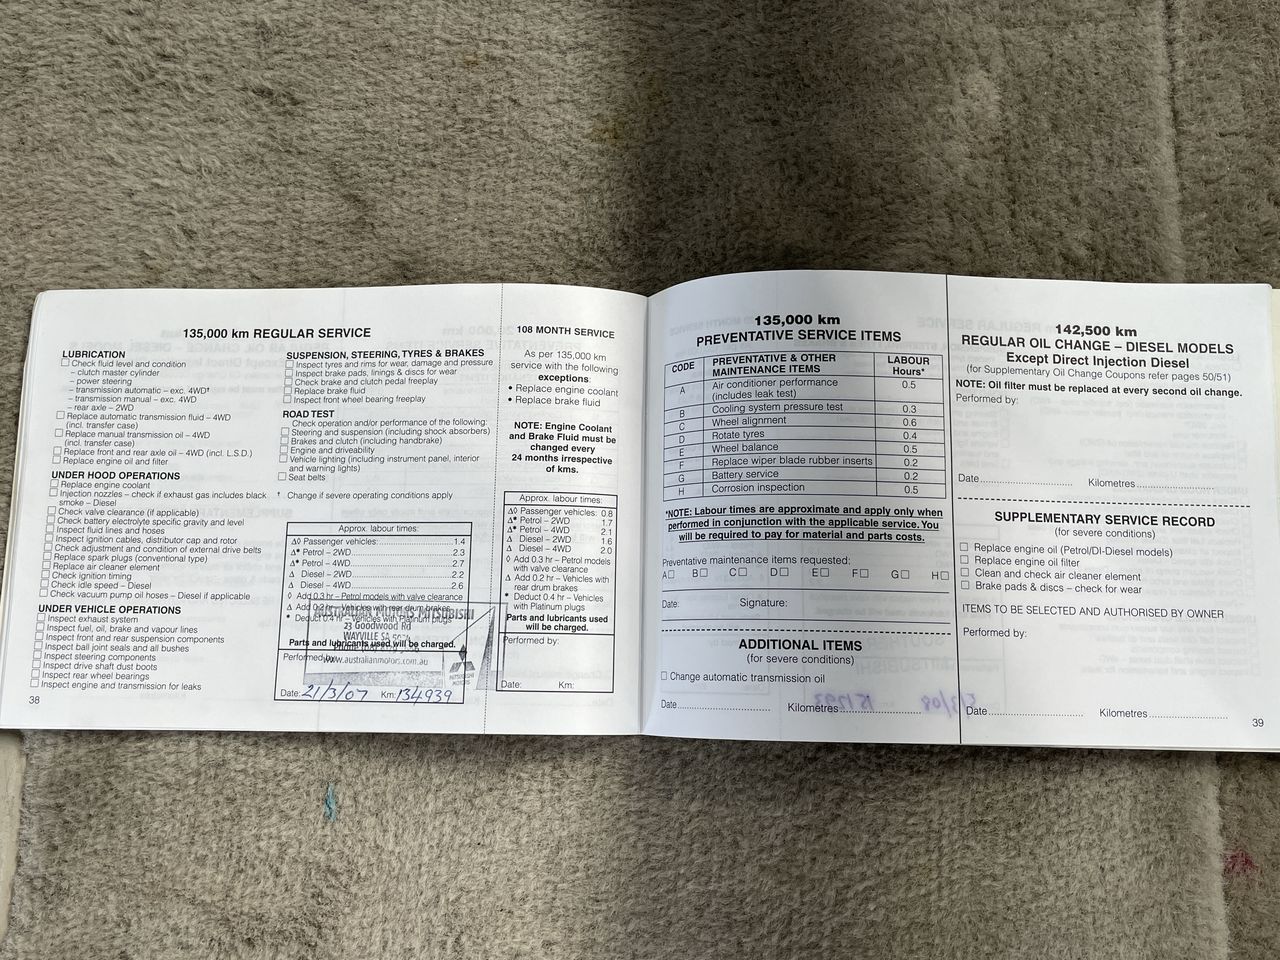 135,000 km REGULAR SERVICE
LUBRICATION
☐ Check fluid level and condition
– clutch master cylinder
– power steering
– transmission automatic – exc. 4WD†
– transmission manual – exc. 4WD
– rear axle – 2WD
☐ Replace automatic transmission fluid – 4WD
(incl. transfer case)
☐ Replace manual transmission oil – 4WD
(incl. transfer case)
☐ Replace front and rear axle oil – 4WD (incl. L.S.D.)
☐ Replace engine oil and filter
UNDER HOOD OPERATIONS
☐ Replace engine coolant
☐ Injection nozzles – check if exhaust gas includes black
smoke – Diesel
☐ Check valve clearance (if applicable)
☐ Check battery electrolyte specific gravity and level
☐ Inspect fluid lines and hoses
☐ Inspect ignition cables, distributor cap and rotor
☐ Check adjustment and condition of external drive belts
☐ Replace spark plugs (conventional type)
☐ Replace air cleaner element
☐ Check ignition timing
☐ Check idle speed – Diesel
☐ Check vacuum pump oil hoses – Diesel if applicable
UNDER VEHICLE OPERATIONS
☐ Inspect exhaust system
☐ Inspect fuel, oil, brake and vapour lines
☐ Inspect front and rear suspension components
☐ Inspect ball joint seals and all bushes
☐ Inspect steering components
☐ Inspect drive shaft dust boots
☐ Inspect rear wheel bearings
☐ Inspect engine and transmission for leaks
38
SUSPENSION, STEERING, TYRES & BRAKES
☐ Inspect tyres and rims for wear, damage and pressure
☐ Inspect brake pads, linings & discs for wear
☐ Check brake and clutch pedal freeplay
☐ Replace brake fluid
☐ Inspect front wheel bearing freeplay
ROAD TEST
Check operation and/or performance of the following:
☐ Steering and suspension (including shock absorbers)
☐ Brakes and clutch (including handbrake)
☐ Engine and driveability
☐ Vehicle lighting (including instrument panel, interior
and warning lights)
☐ Seat belts
† Change if severe operating conditions apply
Approx. labour times:
Δ◊ Passenger vehicles: 1.4
Δ* Petrol – 2WD 2.3
Δ* Petrol – 4WD 2.7
Δ Diesel – 2WD 2.2
Δ Diesel – 4WD 2.6
◊ Add 0.3 hr – Petrol models with valve clearance
Δ Add 0.2 hr – Vehicles with rear drum brakes
* Deduct 0.4 hr – Vehicles with Platinum plugs
Parts and lubricants used will be charged.
AUSTRALIAN MOTORS MITSUBISHI
23 Goodwood Rd
WAYVILLE SA
www.australianmotors.com.au
MITSUBISHI
MOTORS
Performed by:
Date: 21/3/07 Km: 134939
108 MONTH SERVICE
As per 135,000 km
service with the following
exceptions:
• Replace engine coolant
• Replace brake fluid
NOTE: Engine Coolant
and Brake Fluid must be
changed every
24 months irrespective
of kms.
Approx. labour times:
Δ◊ Passenger vehicles: 0.8
Δ* Petrol – 2WD 1.7
Δ* Petrol – 4WD 2.1
Δ Diesel – 2WD 1.6
Δ Diesel – 4WD 2.0
◊ Add 0.3 hr – Petrol models
with valve clearance
Δ Add 0.2 hr – Vehicles with
rear drum brakes
* Deduct 0.4 hr – Vehicles
with Platinum plugs
Parts and lubricants used
will be charged.
Performed by:
Date: Km:
135,000 km
PREVENTATIVE SERVICE ITEMS
CODE PREVENTATIVE & OTHER MAINTENANCE ITEMS LABOUR Hours*
A Air conditioner performance (includes leak test) 0.5
B Cooling system pressure test 0.3
C Wheel alignment 0.6
D Rotate tyres 0.4
E Wheel balance 0.5
F Replace wiper blade rubber inserts 0.2
G Battery service 0.2
H Corrosion inspection 0.5
*NOTE: Labour times are approximate and apply only when
performed in conjunction with the applicable service. You
will be required to pay for material and parts costs.
Preventative maintenance items requested:
A☐ B☐ C☐ D☐ E☐ F☐ G☐ H☐
Date: Signature:
ADDITIONAL ITEMS
(for severe conditions)
☐ Change automatic transmission oil
Date Kilometres
142,500 km
REGULAR OIL CHANGE – DIESEL MODELS
Except Direct Injection Diesel
(for Supplementary Oil Change Coupons refer pages 50/51)
NOTE: Oil filter must be replaced at every second oil change.
Performed by:
Date Kilometres
SUPPLEMENTARY SERVICE RECORD
(for severe conditions)
☐ Replace engine oil (Petrol/DI-Diesel models)
☐ Replace engine oil filter
☐ Clean and check air cleaner element
☐ Brake pads & discs – check for wear
ITEMS TO BE SELECTED AND AUTHORISED BY OWNER
Performed by:
Date Kilometres
39